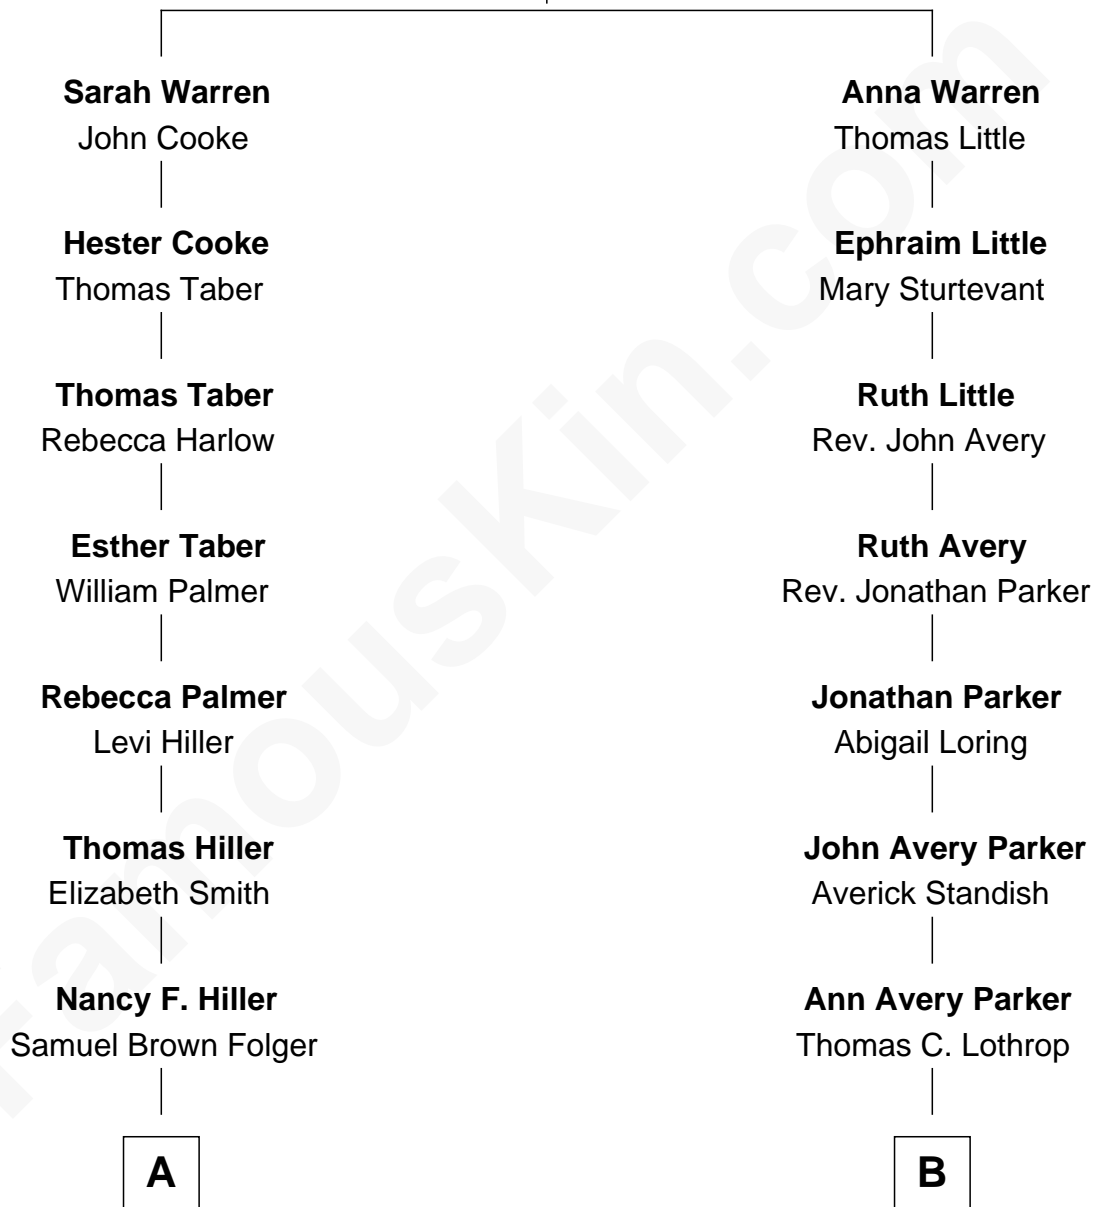 Sarah Warren
John Cooke
Anna Warren
Thomas Little
Hester Cooke
Thomas Taber
Ephraim Little
Mary Sturtevant
Thomas Taber
Rebecca Harlow
Ruth Little
Rev. John Avery
Esther Taber
William Palmer
Ruth Avery
Rev. Jonathan Parker
Rebecca Palmer
Levi Hiller
Jonathan Parker
Abigail Loring
Thomas Hiller
Elizabeth Smith
John Avery Parker
Averick Standish
Nancy F. Hiller
Samuel Brown Folger
Ann Avery Parker
Thomas C. Lothrop
A
B
FamousKin.com